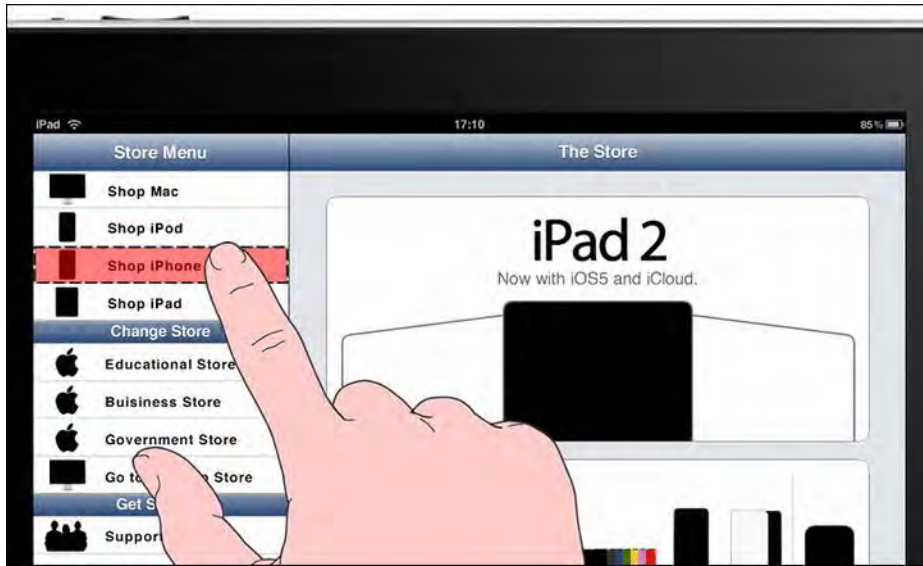 iPad 17:10 85%
Store Menu
The Store
Shop Mac
Shop iPod
Shop iPhone
Shop iPad
Change Store
Educational Store
Buisiness Store
Government Store
Go to Store
Get
Suppor
iPad 2
Now with iOS5 and iCloud.